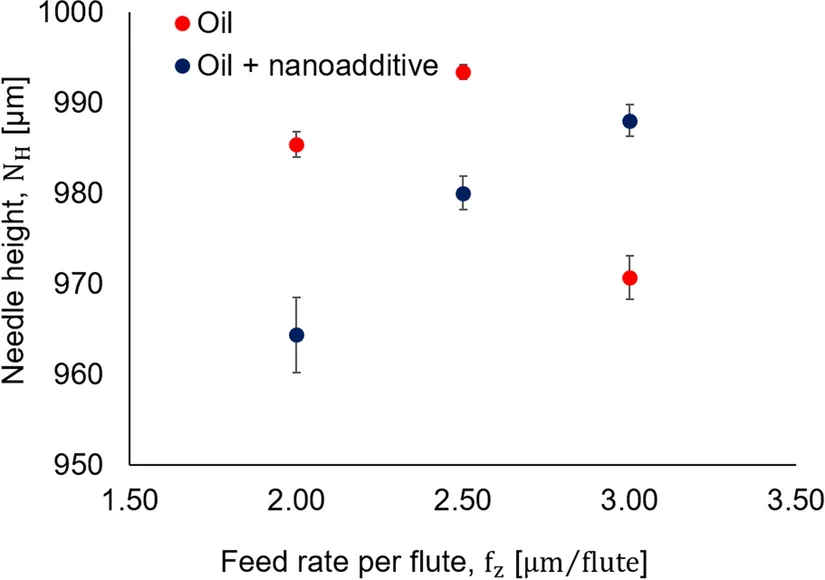 1000
Oil
Oil + nanoadditive
990
980
970
960
950
Needle height, N_H [μm]
1.50 2.00 2.50 3.00 3.50
Feed rate per flute, f_z [μm/flute]